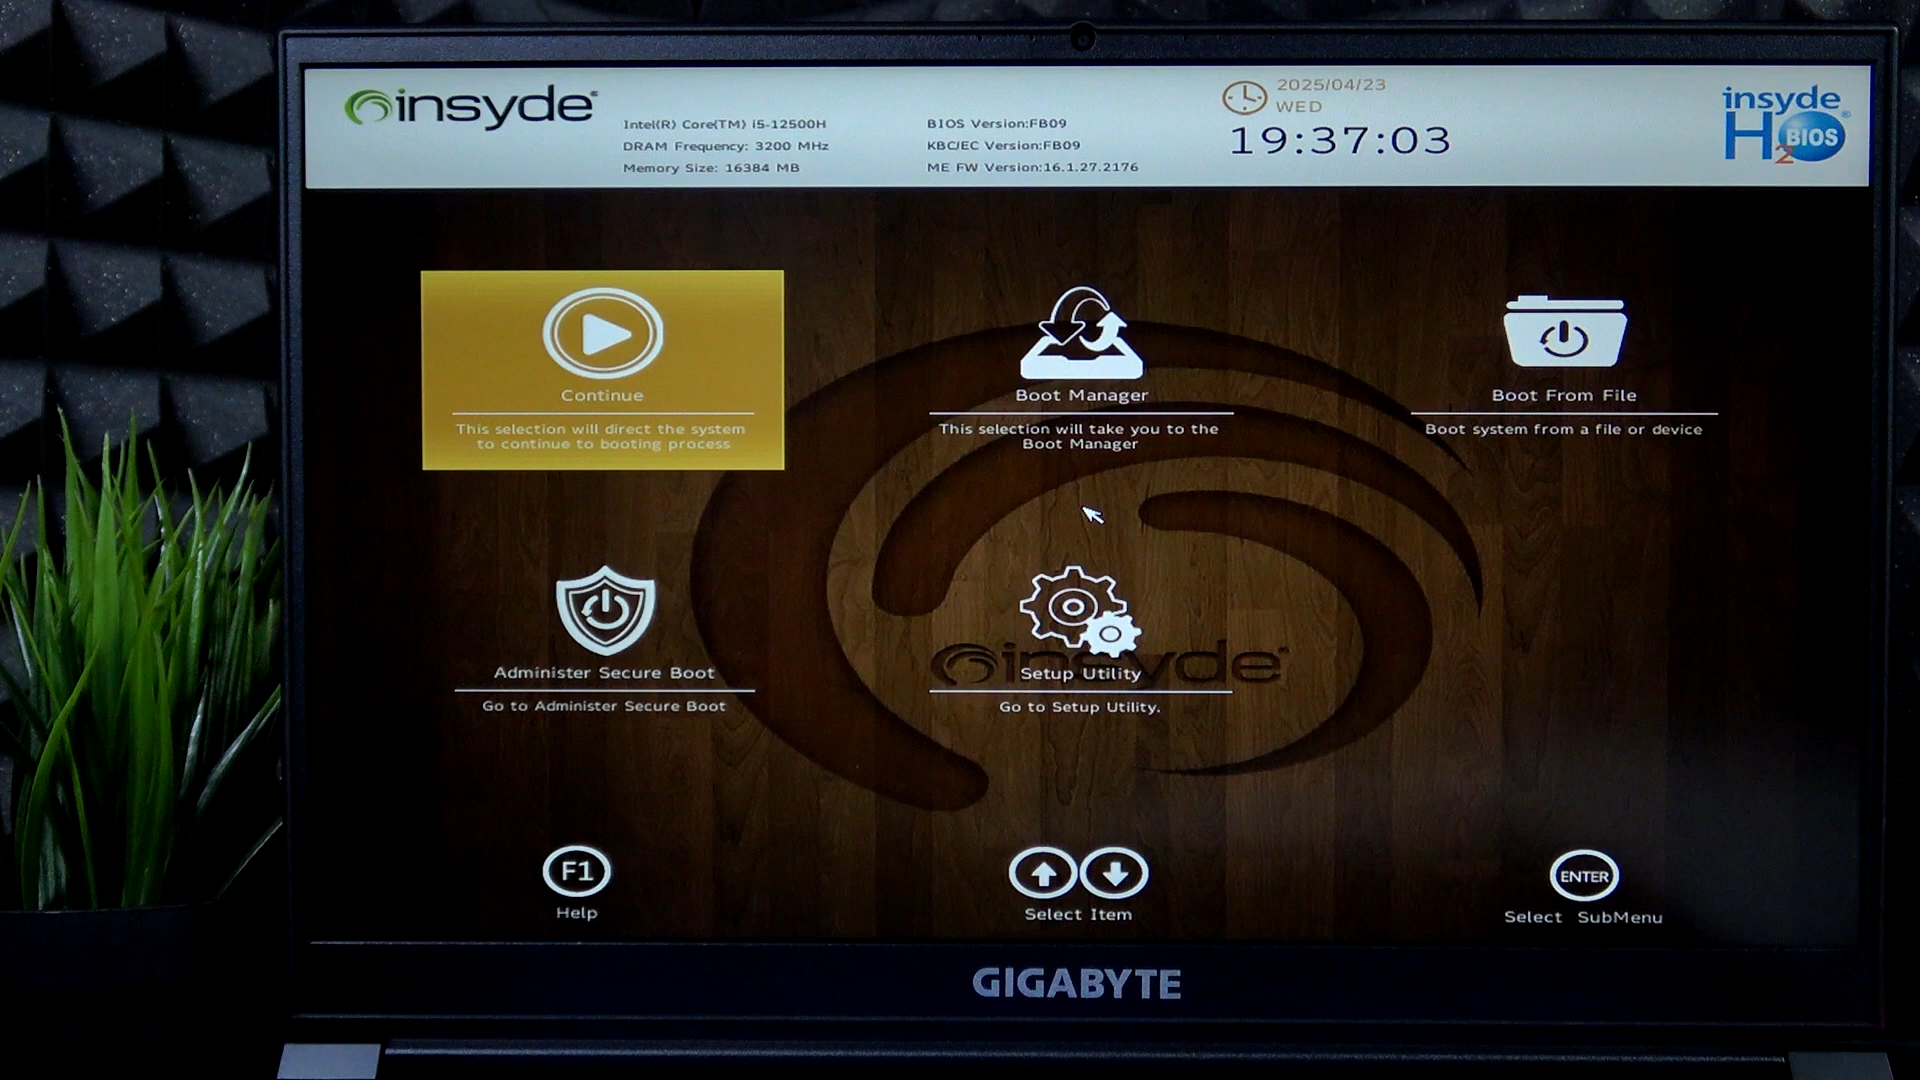 insyde
Intel(R) Core(TM) i5-12500H
DRAM Frequency: 3200 MHz
Memory Size: 16384 MB
BIOS Version:FB09
KBC/EC Version:FB09
ME FW Version:16.1.27.2176
2025/04/23
WED
19:37:03
insyde®
H2
BIOS
Continue
This selection will direct the system
to continue to booting process
Boot Manager
This selection will take you to the
Boot Manager
Boot From File
Boot system from a file or device
Administer Secure Boot
Go to Administer Secure Boot
insyde
Setup Utility
Go to Setup Utility.
F1
Help
Select Item
ENTER
Select SubMenu
GIGABYTE